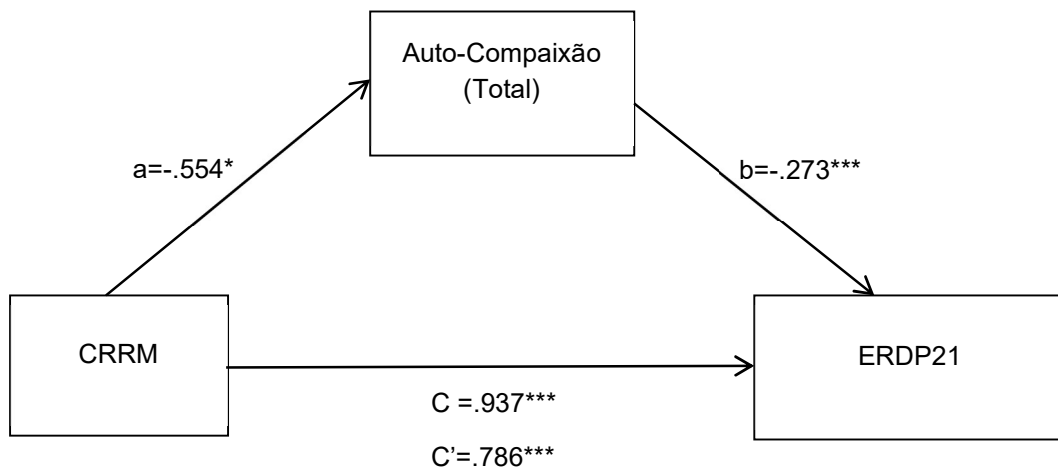 Auto-Compaixão
(Total)
a=-.554*
b=-.273***
CRRM
ERDP21
C =.937***
C'=.786***